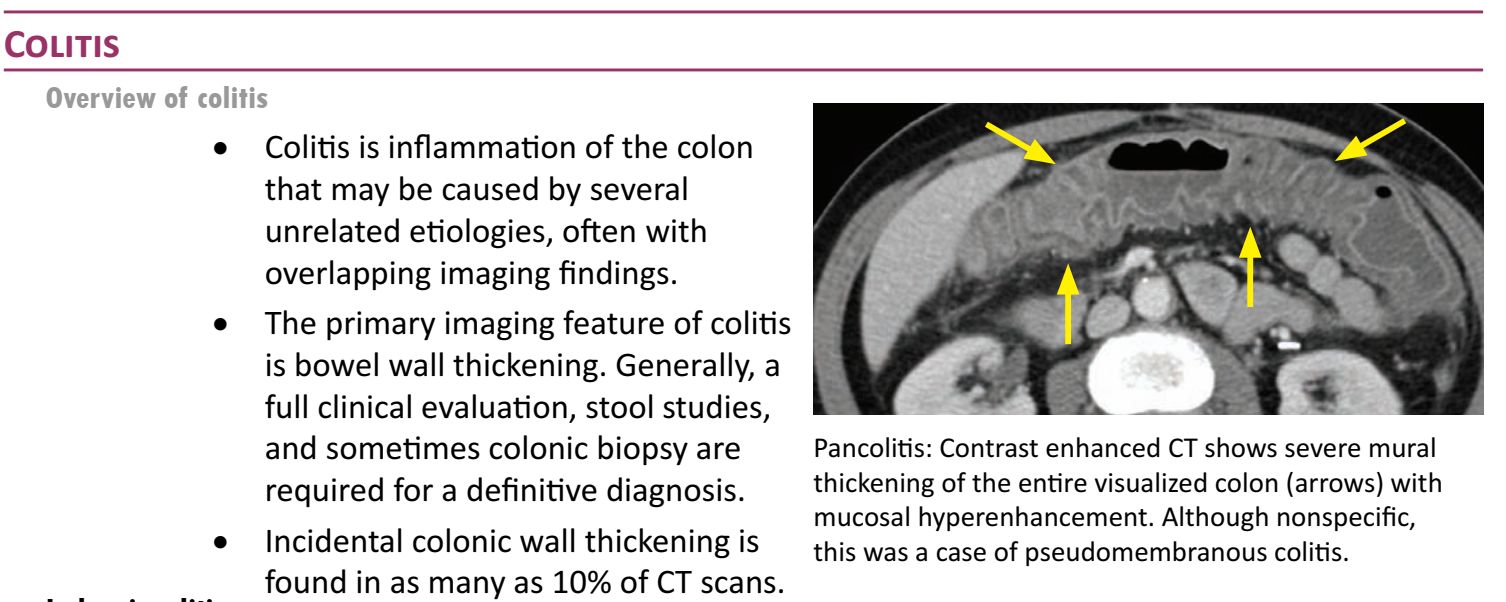 COLITIS
Overview of colitis
• Colitis is inflammation of the colon
that may be caused by several
unrelated etiologies, often with
overlapping imaging findings.
• The primary imaging feature of colitis
is bowel wall thickening. Generally, a
full clinical evaluation, stool studies,
and sometimes colonic biopsy are
required for a definitive diagnosis.
• Incidental colonic wall thickening is
found in as many as 10% of CT scans.
Pancolitis: Contrast enhanced CT shows severe mural
thickening of the entire visualized colon (arrows) with
mucosal hyperenhancement. Although nonspecific,
this was a case of pseudomembranous colitis.